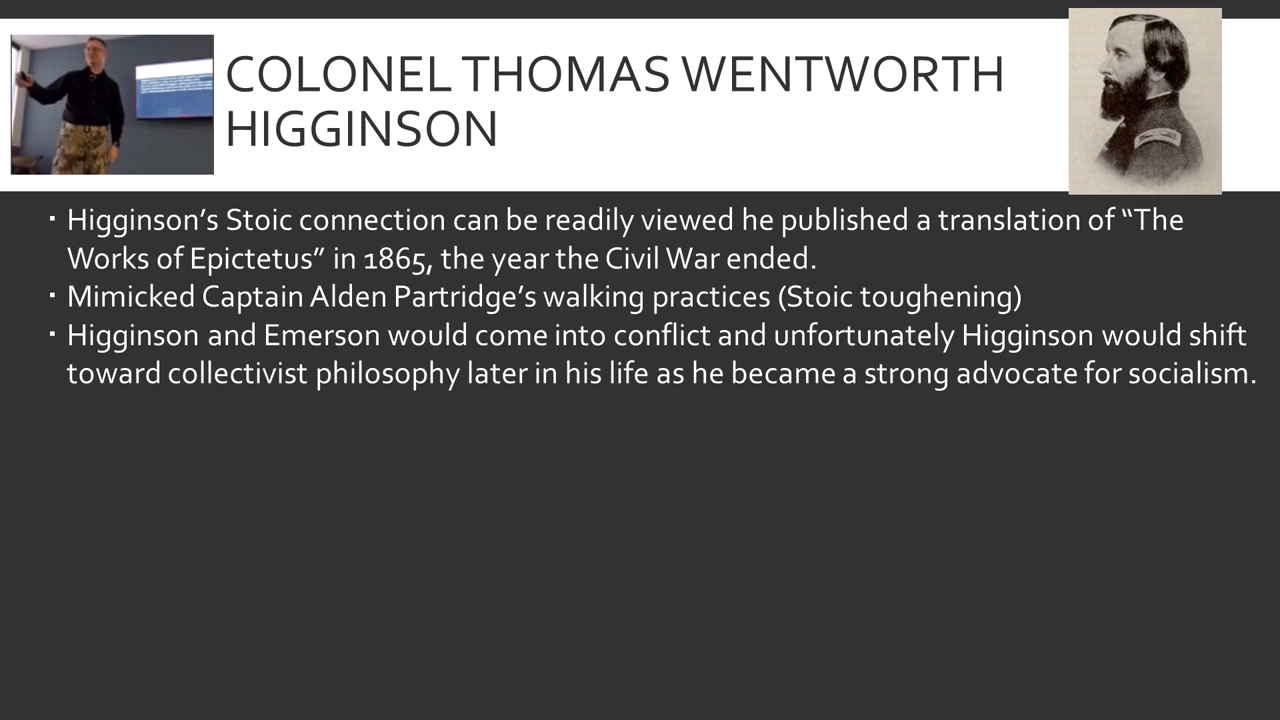 COLONEL THOMAS WENTWORTH
HIGGINSON
▪ Higginson’s Stoic connection can be readily viewed he published a translation of “The
Works of Epictetus” in 1865, the year the Civil War ended.
▪ Mimicked Captain Alden Partridge’s walking practices (Stoic toughening)
▪ Higginson and Emerson would come into conflict and unfortunately Higginson would shift
toward collectivist philosophy later in his life as he became a strong advocate for socialism.